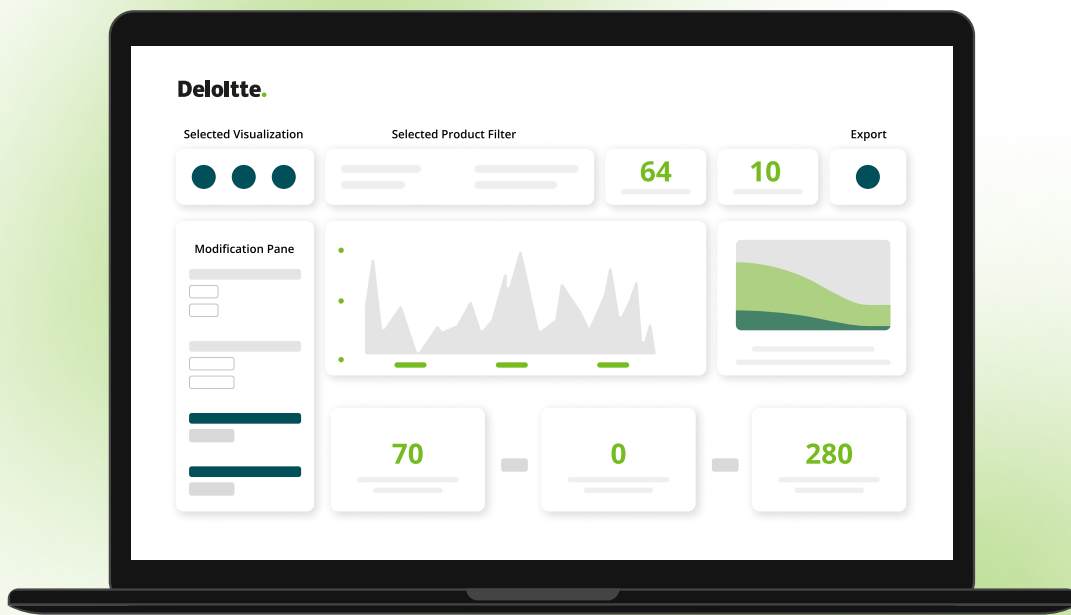 Deloitte.
Selected Visualization
Selected Product Filter
Export
64
10
Modification Pane
70
0
280